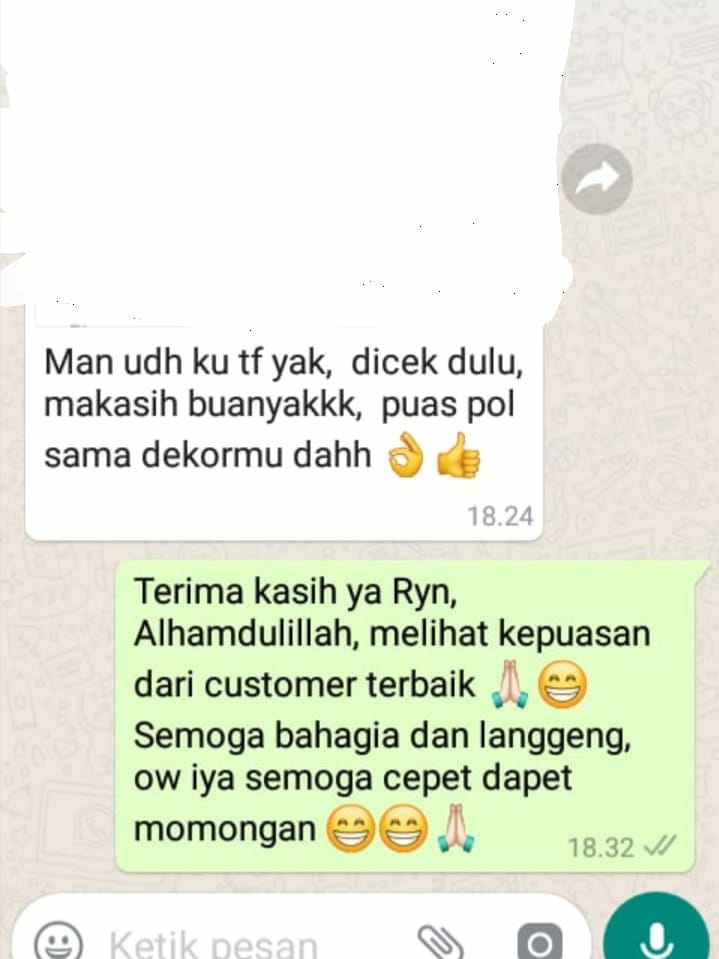 Man udh ku tf yak, dicek dulu,
makasih buanyakkk, puas pol
sama dekormu dahh 👌👍
18.24
Terima kasih ya Ryn,
Alhamdulillah, melihat kepuasan
dari customer terbaik 🙏😁
Semoga bahagia dan langgeng,
ow iya semoga cepet dapet
momongan 😁😁🙏
18.32
Ketik pesan